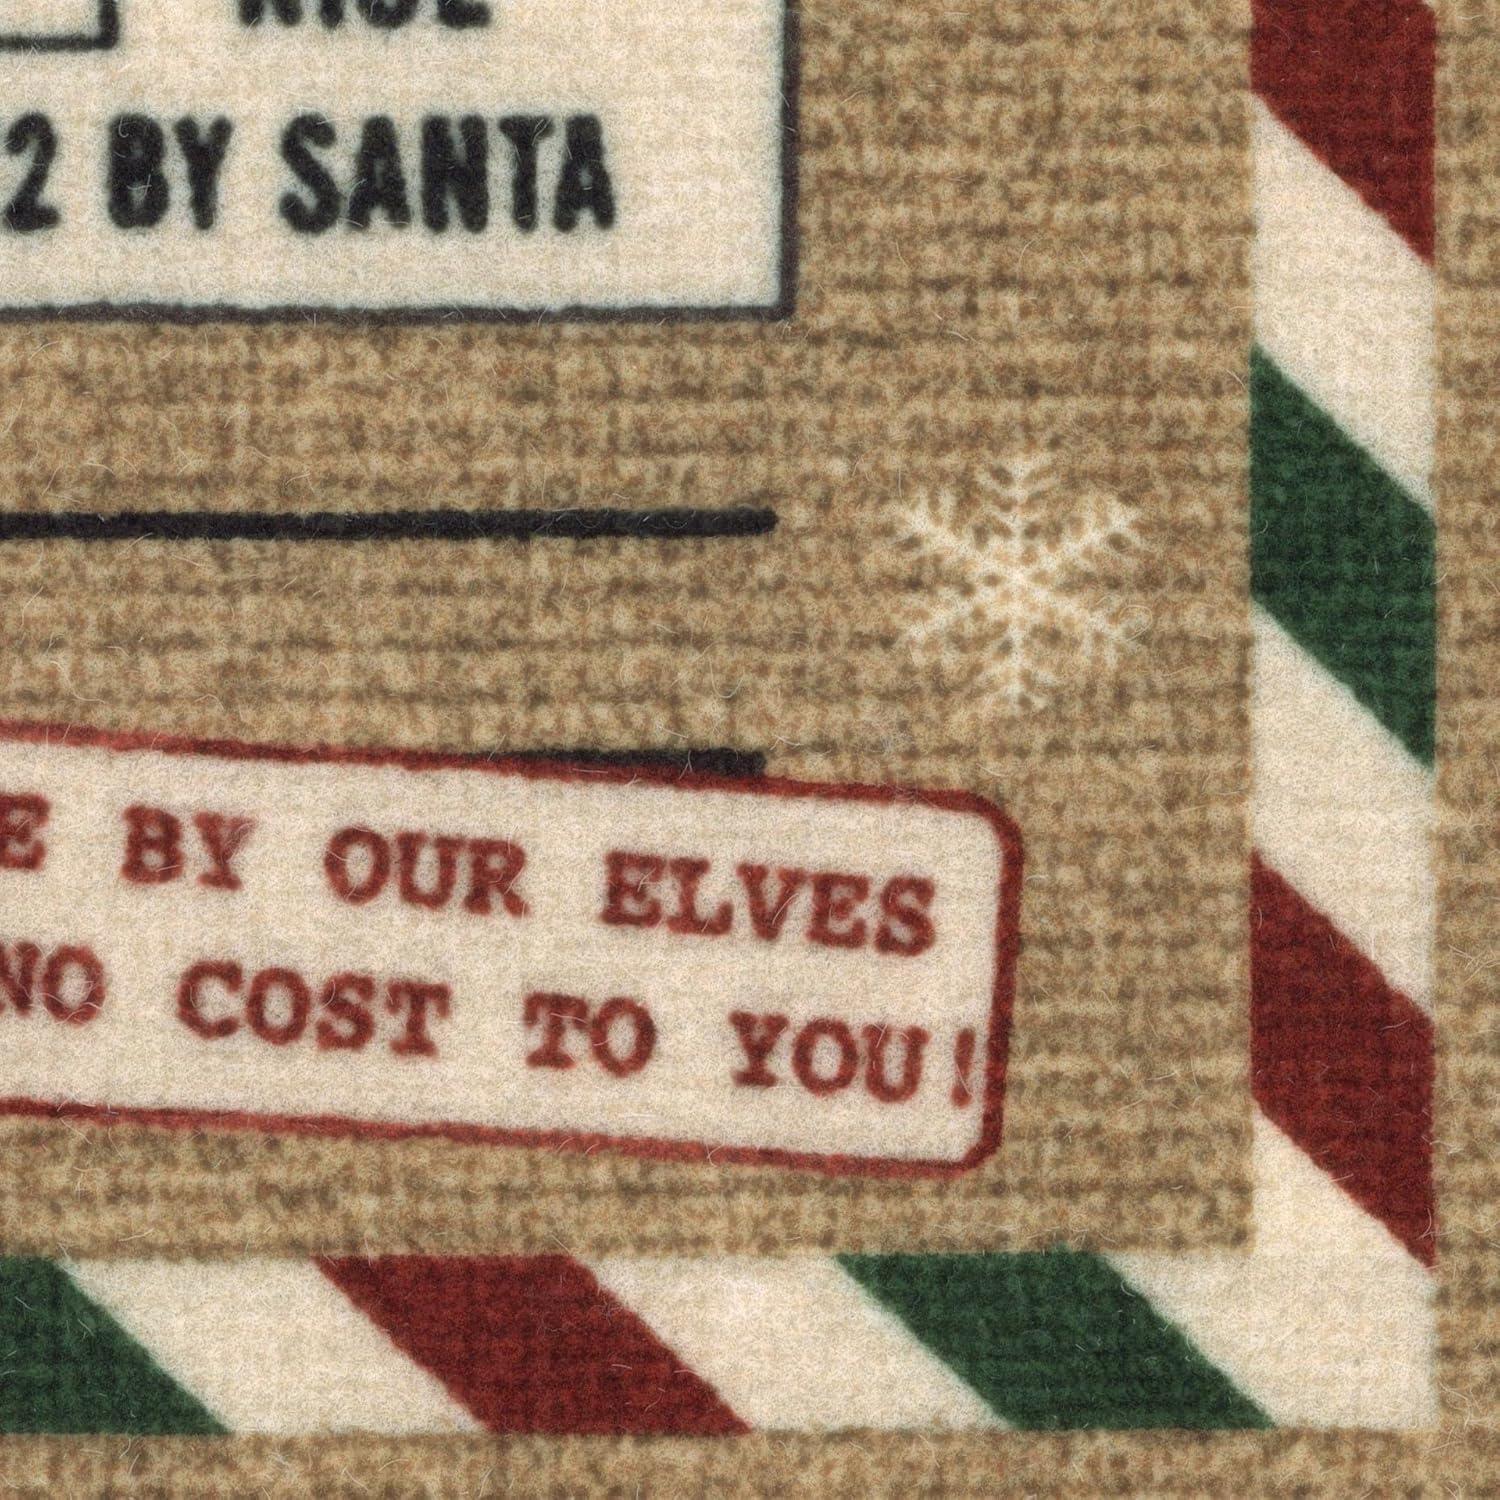 2 BY SANTA
E BY OUR ELVES
NO COST TO YOU!